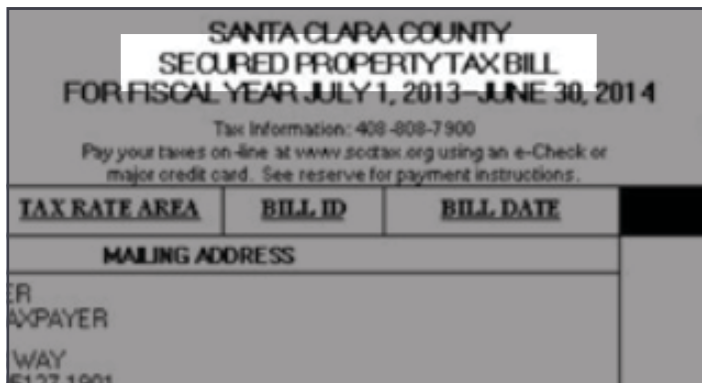 SANTA CLARA COUNTY
SECURED PROPERTY TAX BILL
FOR FISCAL YEAR JULY 1, 2013-JUNE 30, 2014
Tax Information: 408-808-7900
Pay your taxes on-line at www.scctax.org using an e-Check or
major credit card. See reserve for payment instructions.
TAX RATE AREA BILL ID BILL DATE
MAILING ADDRESS
ER
AXPAYER
WAY